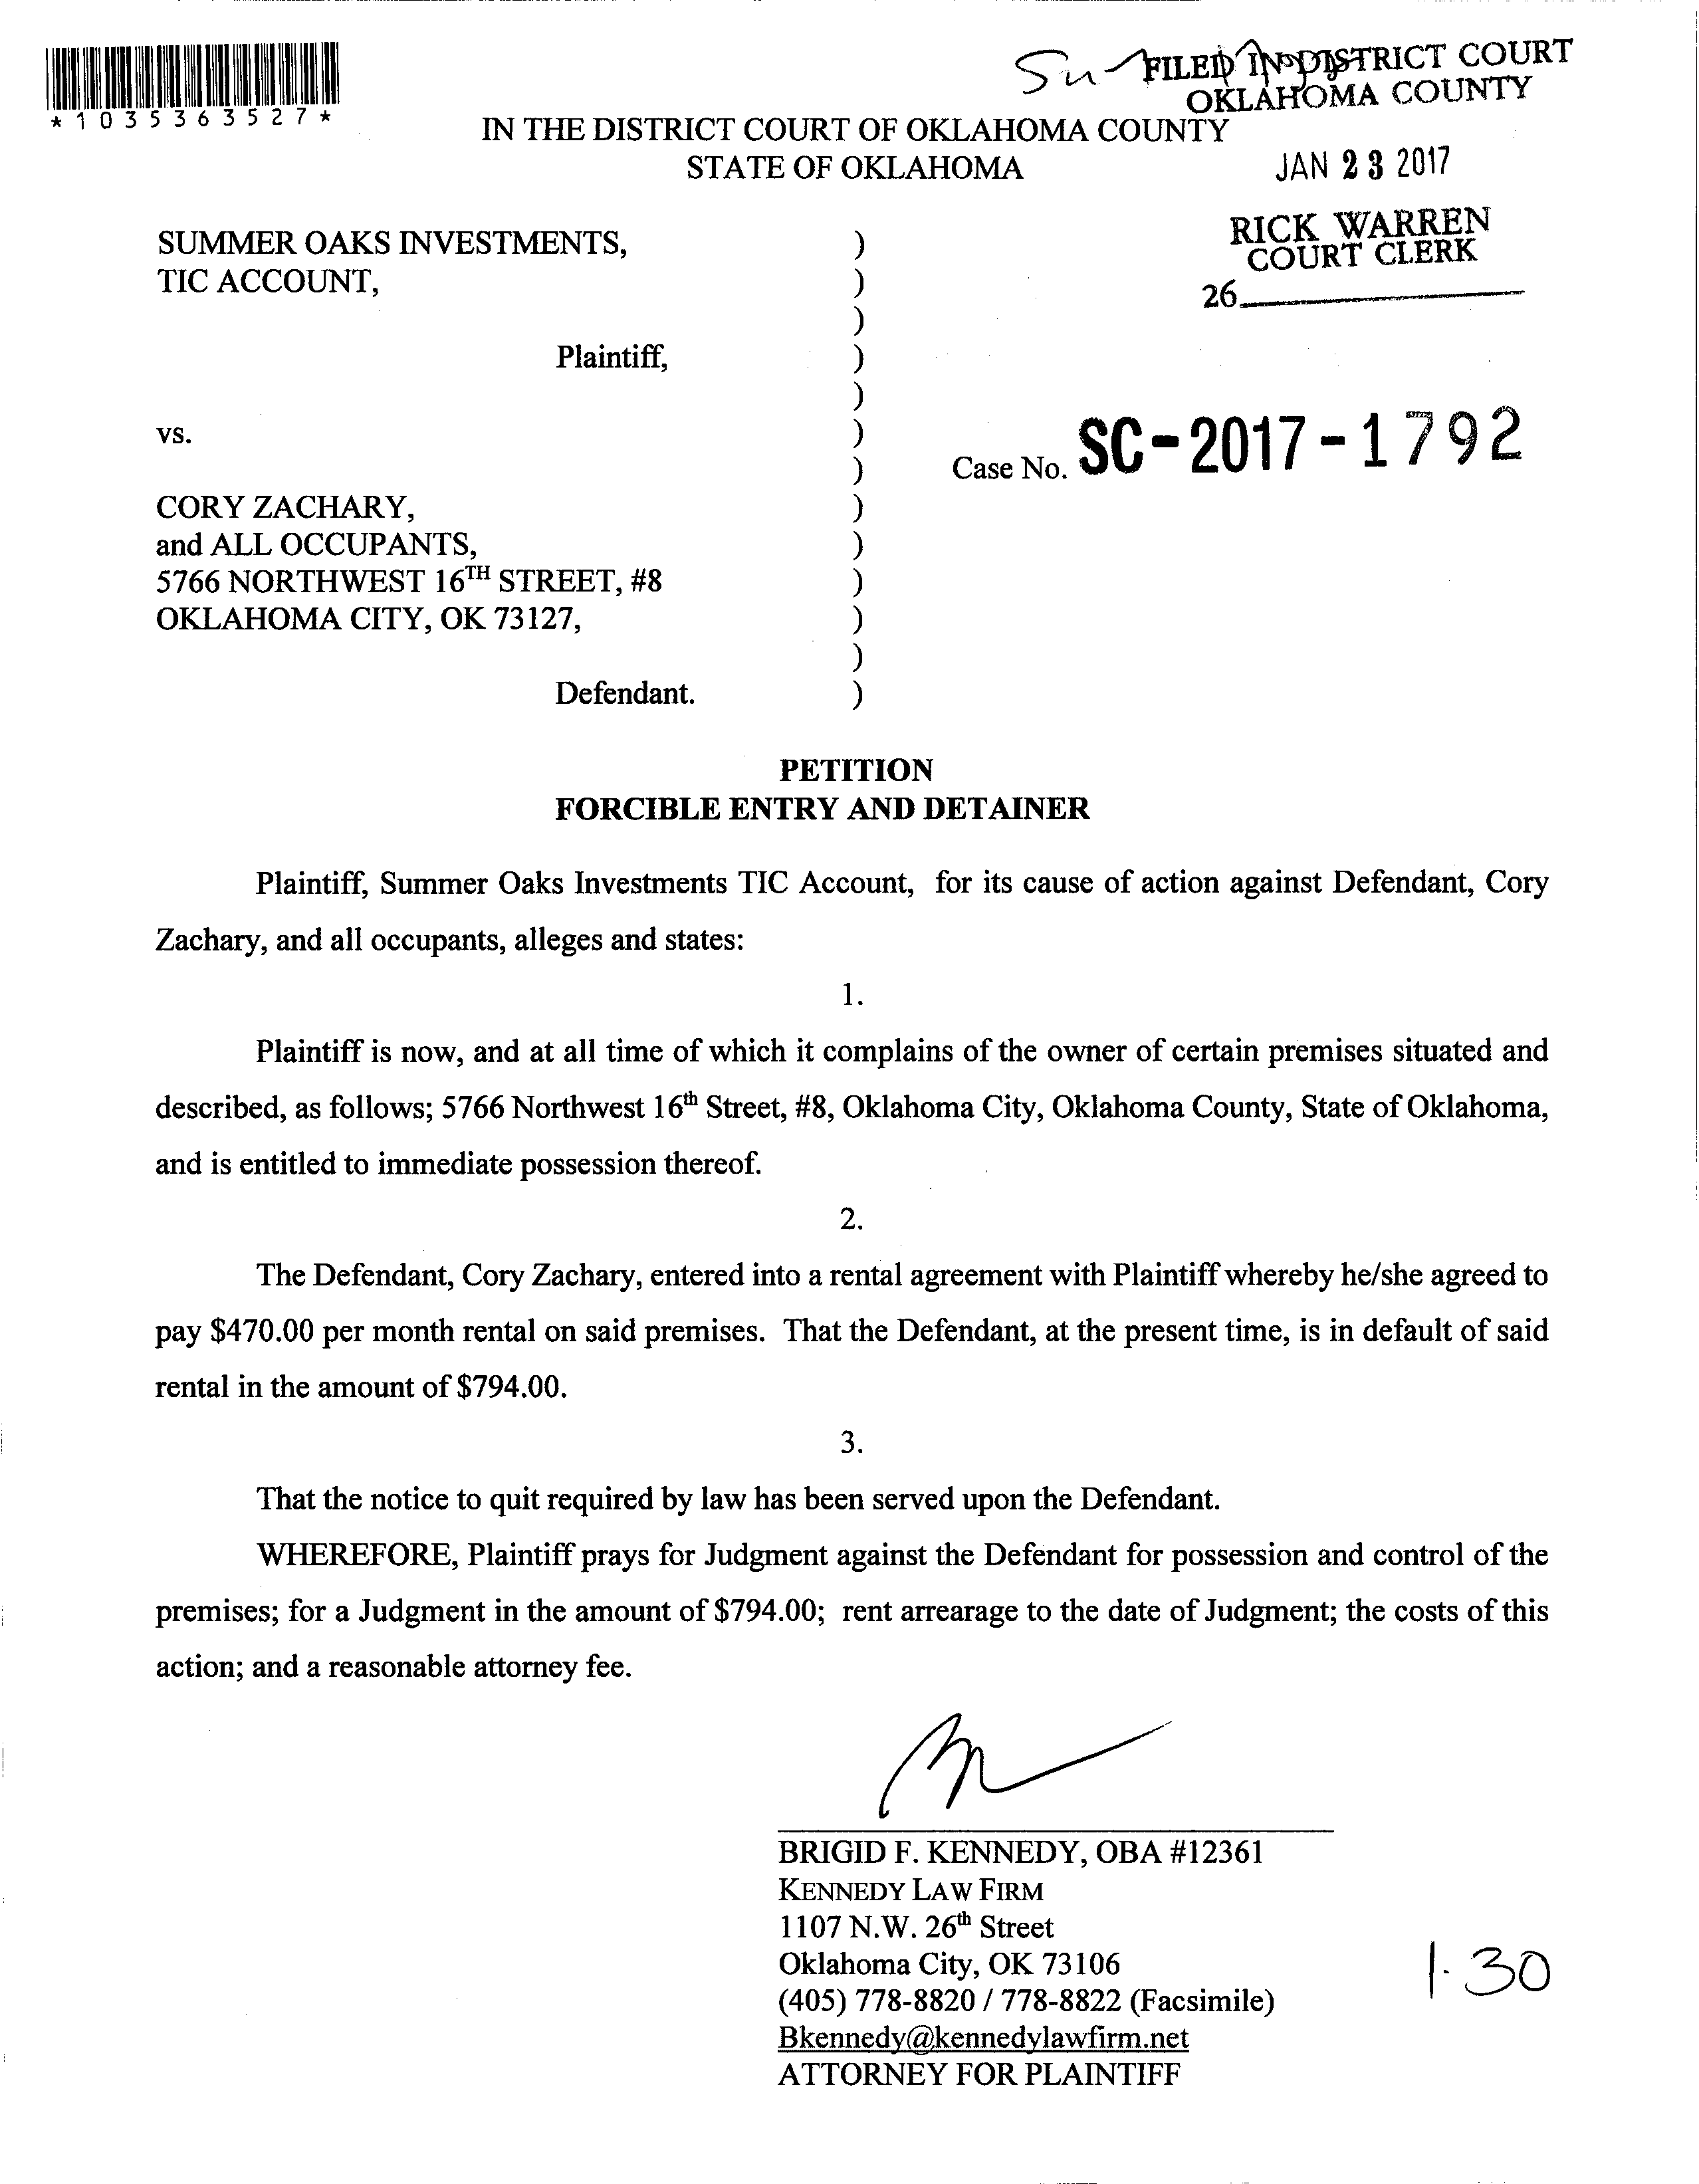 *1035363527*
FILED IN DISTRICT COURT
OKLAHOMA COUNTY
IN THE DISTRICT COURT OF OKLAHOMA COUNTY
STATE OF OKLAHOMA
JAN 23 2017
RICK WARREN
COURT CLERK
26
SUMMER OAKS INVESTMENTS, )
TIC ACCOUNT, )
)
Plaintiff, )
)
vs. )
Case No. SC-2017-1792
)
CORY ZACHARY, )
and ALL OCCUPANTS, )
5766 NORTHWEST 16TH STREET, #8 )
OKLAHOMA CITY, OK 73127, )
)
Defendant. )
PETITION
FORCIBLE ENTRY AND DETAINER
Plaintiff, Summer Oaks Investments TIC Account, for its cause of action against Defendant, Cory
Zachary, and all occupants, alleges and states:
1.
Plaintiff is now, and at all time of which it complains of the owner of certain premises situated and
described, as follows; 5766 Northwest 16th Street, #8, Oklahoma City, Oklahoma County, State of Oklahoma,
and is entitled to immediate possession thereof.
2.
The Defendant, Cory Zachary, entered into a rental agreement with Plaintiff whereby he/she agreed to
pay $470.00 per month rental on said premises. That the Defendant, at the present time, is in default of said
rental in the amount of $794.00.
3.
That the notice to quit required by law has been served upon the Defendant.
WHEREFORE, Plaintiff prays for Judgment against the Defendant for possession and control of the
premises; for a Judgment in the amount of $794.00; rent arrearage to the date of Judgment; the costs of this
action; and a reasonable attorney fee.
BRIGID F. KENNEDY, OBA #12361
KENNEDY LAW FIRM
1107 N.W. 26th Street
Oklahoma City, OK 73106
(405) 778-8820 / 778-8822 (Facsimile)
Bkennedy@kennedylawfirm.net
ATTORNEY FOR PLAINTIFF
1.30